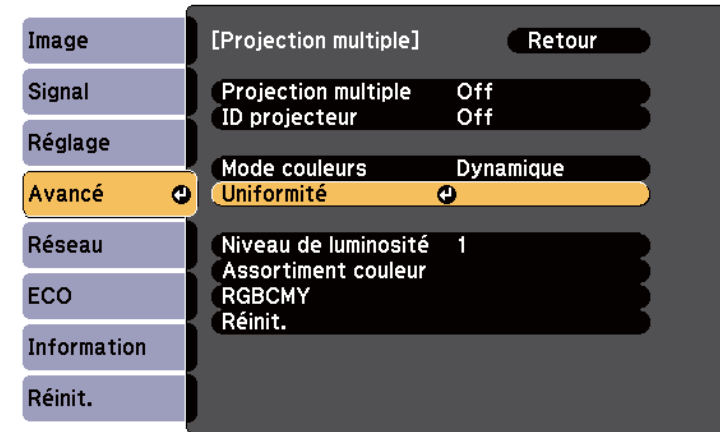 Image
Signal
Réglage
Avancé
Réseau
ECO
Information
Réinit.
[Projection multiple] Retour
Projection multiple Off
ID projecteur Off
Mode couleurs Dynamique
Uniformité
Niveau de luminosité 1
Assortiment couleur
RGBCMY
Réinit.